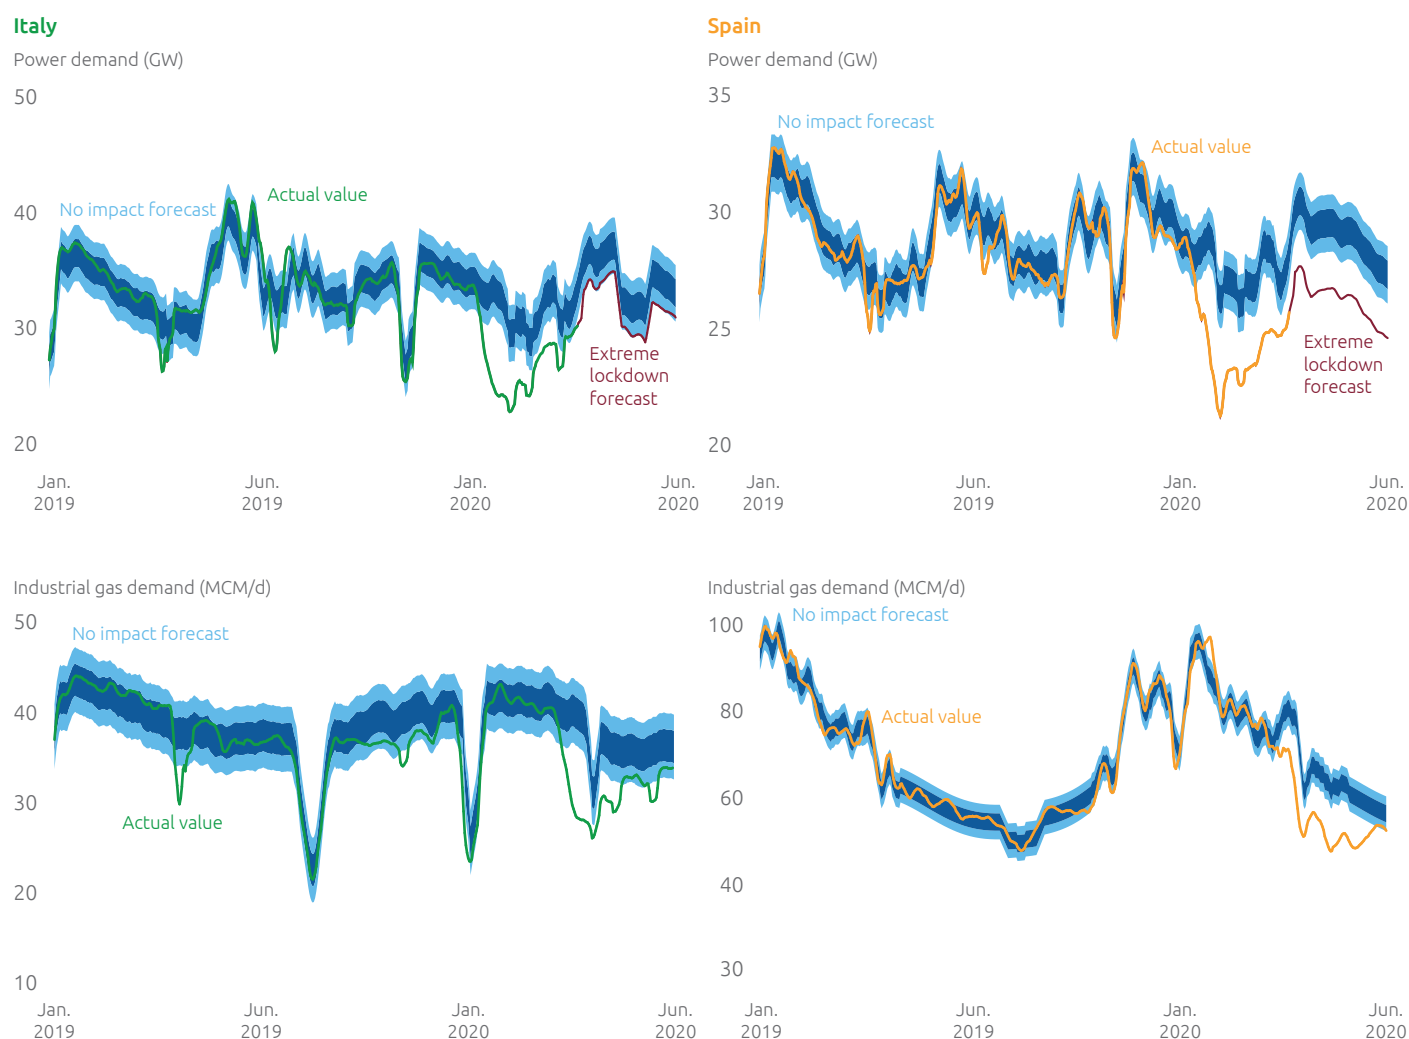 Italy
Power demand (GW)
50
40
30
20
No impact forecast
Actual value
Extreme
lockdown
forecast
Jan.
2019
Jun.
2019
Jan.
2020
Jun.
2020
Spain
Power demand (GW)
35
30
25
20
No impact forecast
Actual value
Extreme
lockdown
forecast
Jan.
2019
Jun.
2019
Jan.
2020
Jun.
2020
Industrial gas demand (MCM/d)
50
40
30
20
10
No impact forecast
Actual value
Jan.
2019
Jun.
2019
Jan.
2020
Jun.
2020
Industrial gas demand (MCM/d)
100
80
60
40
30
No impact forecast
Actual value
Jan.
2019
Jun.
2019
Jan.
2020
Jun.
2020